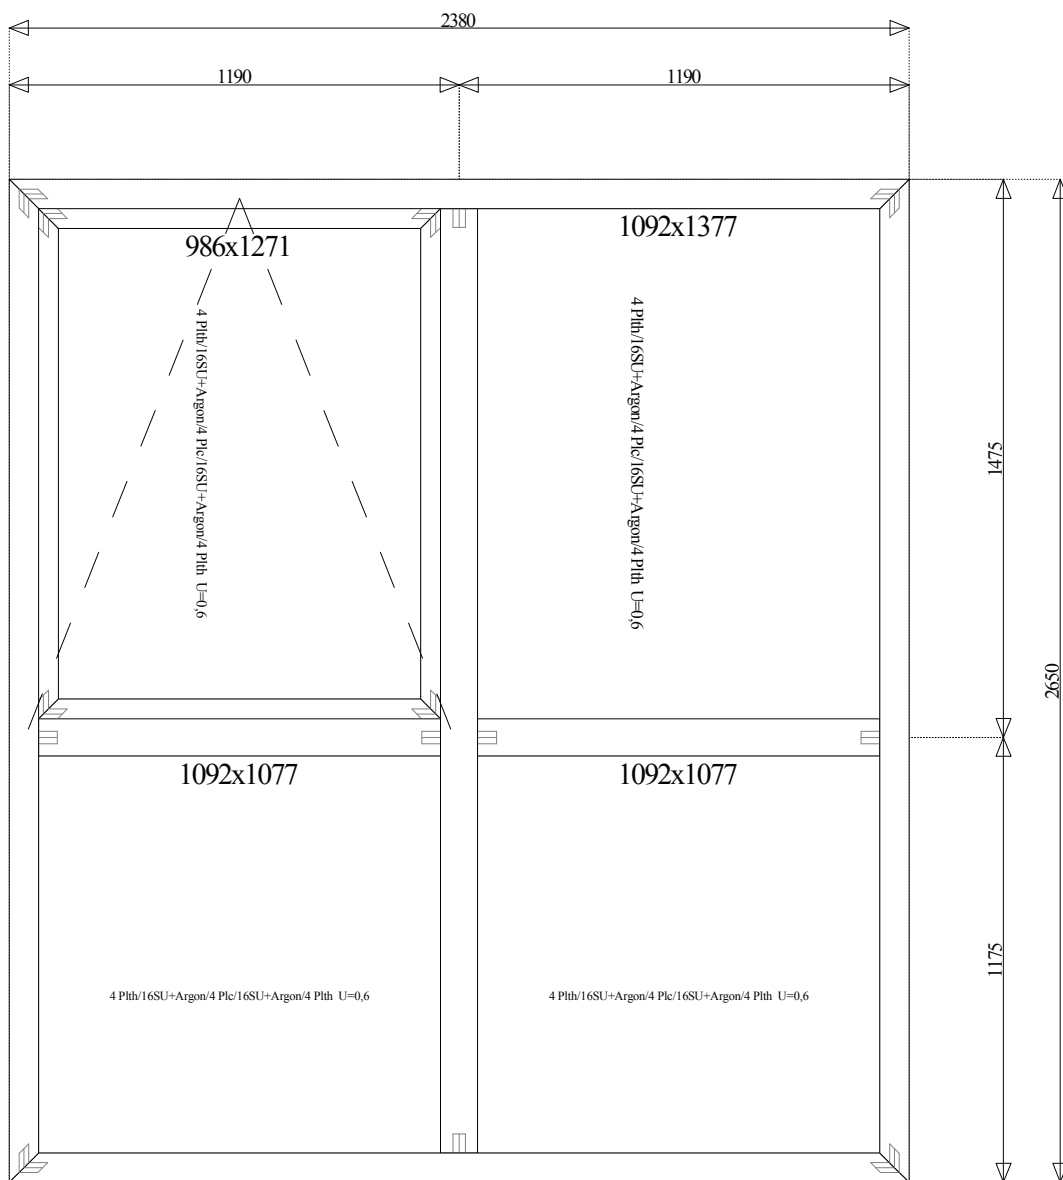 2380
1190
1190
986x1271
1092x1377
4 Plth/16SU+Argon/4 Plc/16SU+Argon/4 Plth U=0,6
4 Plth/16SU+Argon/4 Plc/16SU+Argon/4 Plth U=0,6
1475
2650
1092x1077
1092x1077
1175
4 Plth/16SU+Argon/4 Plc/16SU+Argon/4 Plth U=0,6
4 Plth/16SU+Argon/4 Plc/16SU+Argon/4 Plth U=0,6